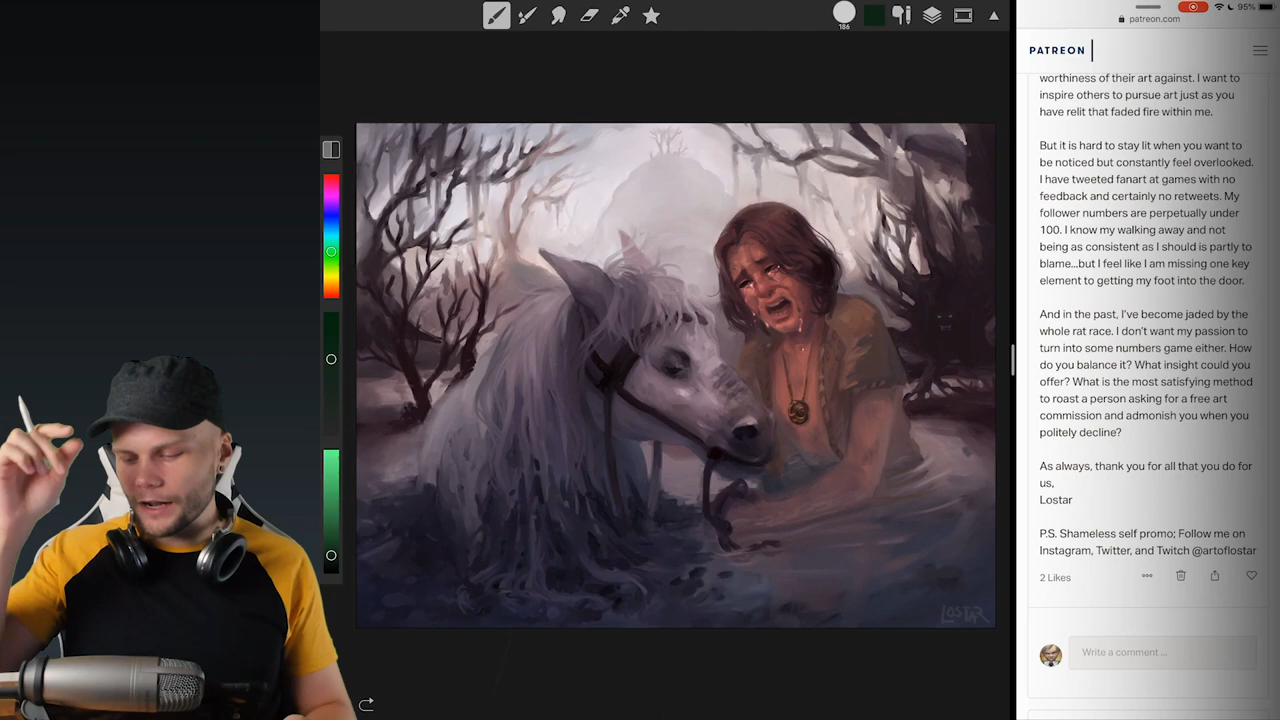 186
95%
patreon.com
PATREON
worthiness of their art against. I want to
inspire others to pursue art just as you
have relit that faded fire within me.
But it is hard to stay lit when you want to
be noticed but constantly feel overlooked.
I have tweeted fanart at games with no
feedback and certainly no retweets. My
follower numbers are perpetually under
100. I know my walking away and not
being as consistent as I should is partly to
blame...but I feel like I am missing one key
element to getting my foot into the door.
And in the past, I've become jaded by the
whole rat race. I don't want my passion to
turn into some numbers game either. How
do you balance it? What insight could you
offer? What is the most satisfying method
to roast a person asking for a free art
commission and admonish you when you
politely decline?
As always, thank you for all that you do for
us,
Lostar
P.S. Shameless self promo; Follow me on
Instagram, Twitter, and Twitch @artoflostar
2 Likes
Write a comment ...
LOSTAR